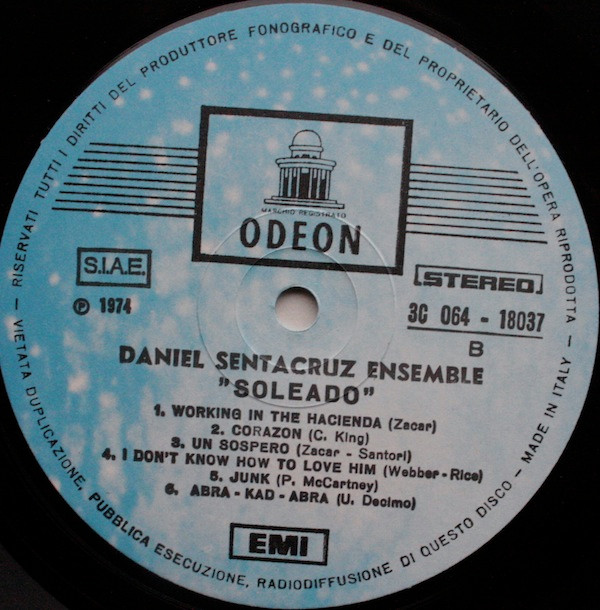 RISERVATI TUTTI I DIRITTI DEL PRODUTTORE FONOGRAFICO E DEL PROPRIETARIO DELL'OPERA RIPRODOTTA
MARCHIO REGISTRATO
ODEON
S.I.A.E.
STEREO
℗ 1974
3C 064 - 18037
B
DANIEL SENTACRUZ ENSEMBLE
"SOLEADO"
1. WORKING IN THE HACIENDA (Zacar)
2. CORAZON (C. King)
3. UN SOSPERO (Zacar - Santori)
4. I DON'T KNOW HOW TO LOVE HIM (Webber - Rice)
5. JUNK (P. McCartney)
6. ABRA - KAD - ABRA (U. Decimo)
EMI
VIETATA DUPLICAZIONE, PUBBLICA ESECUZIONE, RADIODIFFUSIONE DI QUESTO DISCO - MADE IN ITALY -